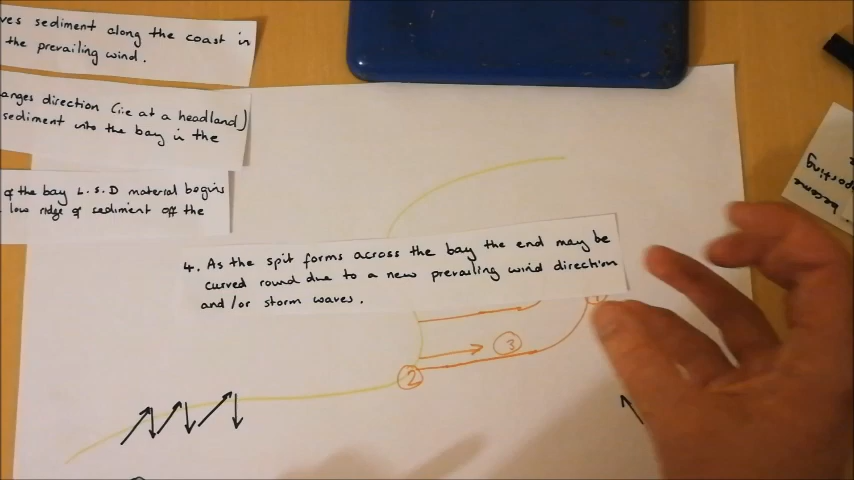 ves sediment along the coast in
the prevailing wind.
anges direction (i.e at a headland)
sediment into the bay in the
of the bay L.S.D material begins
low ridge of sediment off the
4. As the spit forms across the bay the end may be
curved round due to a new prevailing wind direction
and/or storm waves.
3
2
become